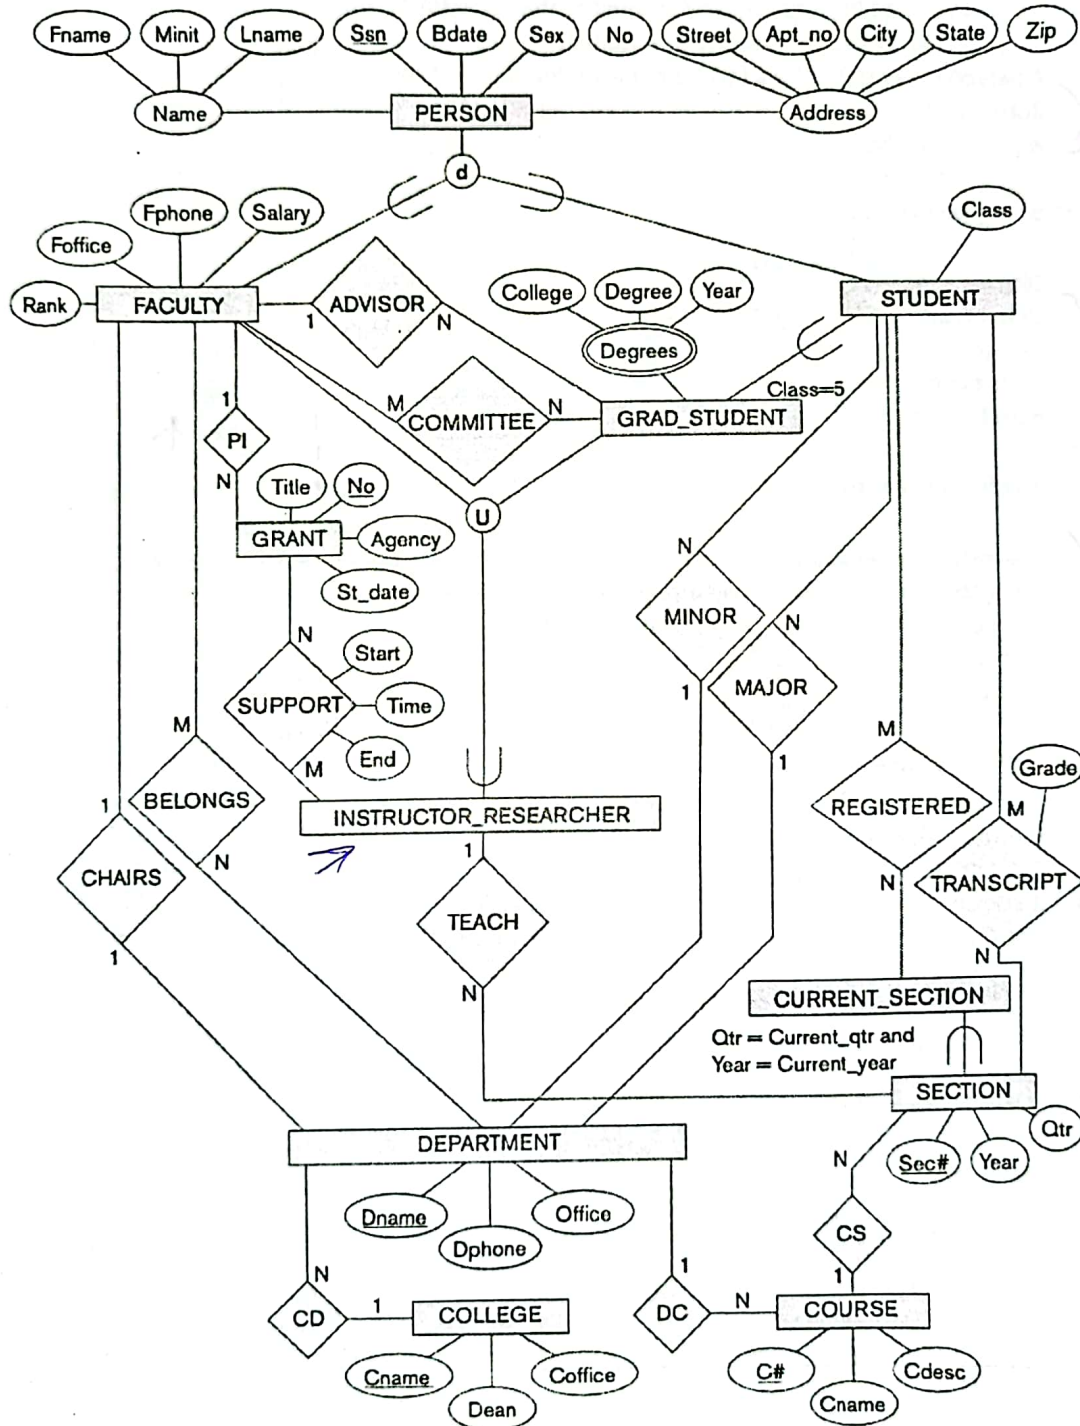 Fname Minit Lname Ssn Bdate Sex No Street Apt_no City State Zip
Name PERSON Address
d
Fphone Salary Class
Foffice
Rank FACULTY ADVISOR College Degree Year STUDENT
1 N
Degrees
Class=5
M N
COMMITTEE GRAD_STUDENT
1
PI
N
Title No
U
GRANT Agency
St_date
N
MINOR
N
N
Start
SUPPORT Time
MAJOR
1
End
M
M
M
1
Grade
1 BELONGS
INSTRUCTOR_RESEARCHER
REGISTERED
M
1
N
CHAIRS
N
TRANSCRIPT
TEACH
1
N
N
CURRENT_SECTION
Qtr = Current_qtr and
Year = Current_year
SECTION
Qtr
DEPARTMENT
N
Sec# Year
Dname Office
Dphone
CS
N
1
1
CD 1 COLLEGE
DC N COURSE
Cname Coffice
C# Cdesc
Dean
Cname